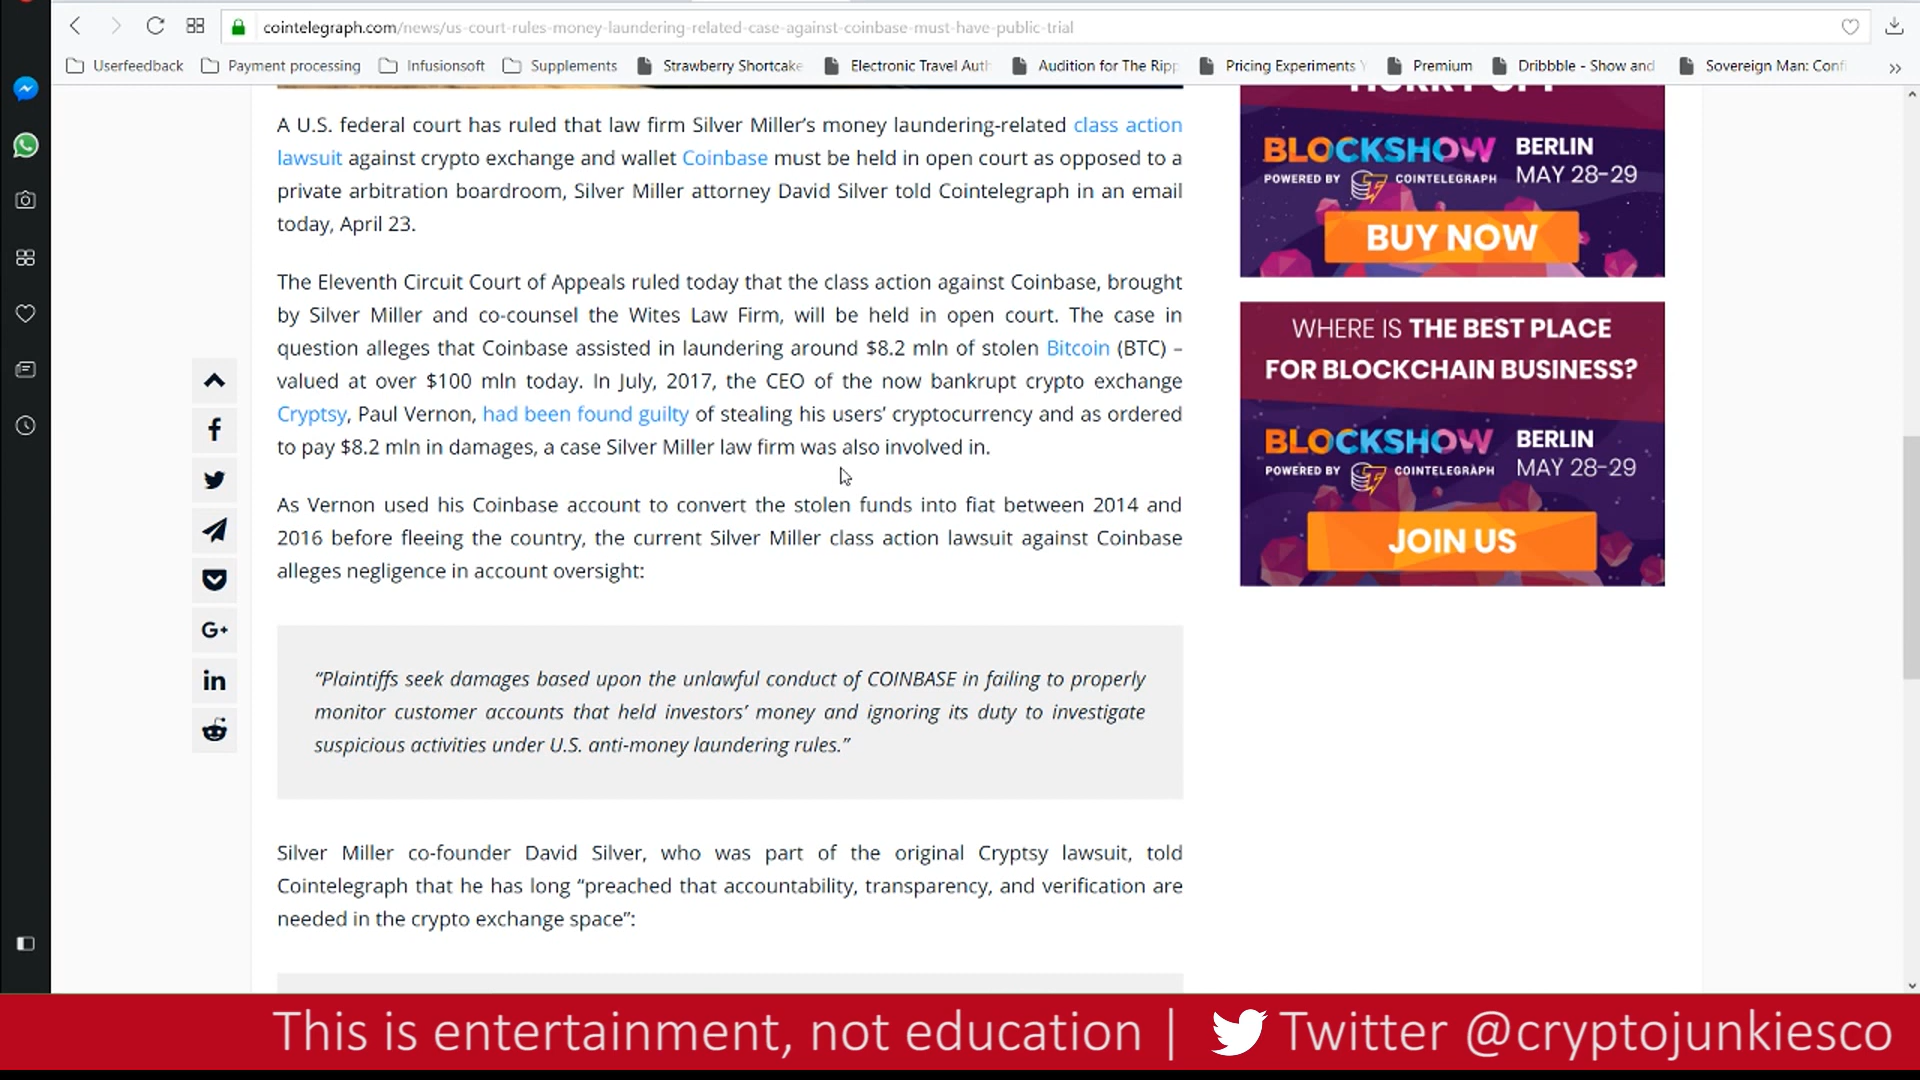 cointelegraph.com/news/us-court-rules-money-laundering-related-case-against-coinbase-must-have-public-trial
Userfeedback Payment processing Infusionsoft Supplements Strawberry Shortcake Electronic Travel Auth Audition for The Ripp Pricing Experiments Premium Dribbble - Show and Sovereign Man: Conf
A U.S. federal court has ruled that law firm Silver Miller's money laundering-related class action
lawsuit against crypto exchange and wallet Coinbase must be held in open court as opposed to a
private arbitration boardroom, Silver Miller attorney David Silver told Cointelegraph in an email
today, April 23.
The Eleventh Circuit Court of Appeals ruled today that the class action against Coinbase, brought
by Silver Miller and co-counsel the Wites Law Firm, will be held in open court. The case in
question alleges that Coinbase assisted in laundering around $8.2 mln of stolen Bitcoin (BTC) –
valued at over $100 mln today. In July, 2017, the CEO of the now bankrupt crypto exchange
Cryptsy, Paul Vernon, had been found guilty of stealing his users' cryptocurrency and as ordered
to pay $8.2 mln in damages, a case Silver Miller law firm was also involved in.
As Vernon used his Coinbase account to convert the stolen funds into fiat between 2014 and
2016 before fleeing the country, the current Silver Miller class action lawsuit against Coinbase
alleges negligence in account oversight:
“Plaintiffs seek damages based upon the unlawful conduct of COINBASE in failing to properly
monitor customer accounts that held investors' money and ignoring its duty to investigate
suspicious activities under U.S. anti-money laundering rules.”
Silver Miller co-founder David Silver, who was part of the original Cryptsy lawsuit, told
Cointelegraph that he has long “preached that accountability, transparency, and verification are
needed in the crypto exchange space”:
BLOCKSHOW BERLIN
POWERED BY COINTELEGRAPH MAY 28-29
BUY NOW
WHERE IS THE BEST PLACE
FOR BLOCKCHAIN BUSINESS?
BLOCKSHOW BERLIN
POWERED BY COINTELEGRAPH MAY 28-29
JOIN US
G+
in
This is entertainment, not education | Twitter @cryptojunkiesco